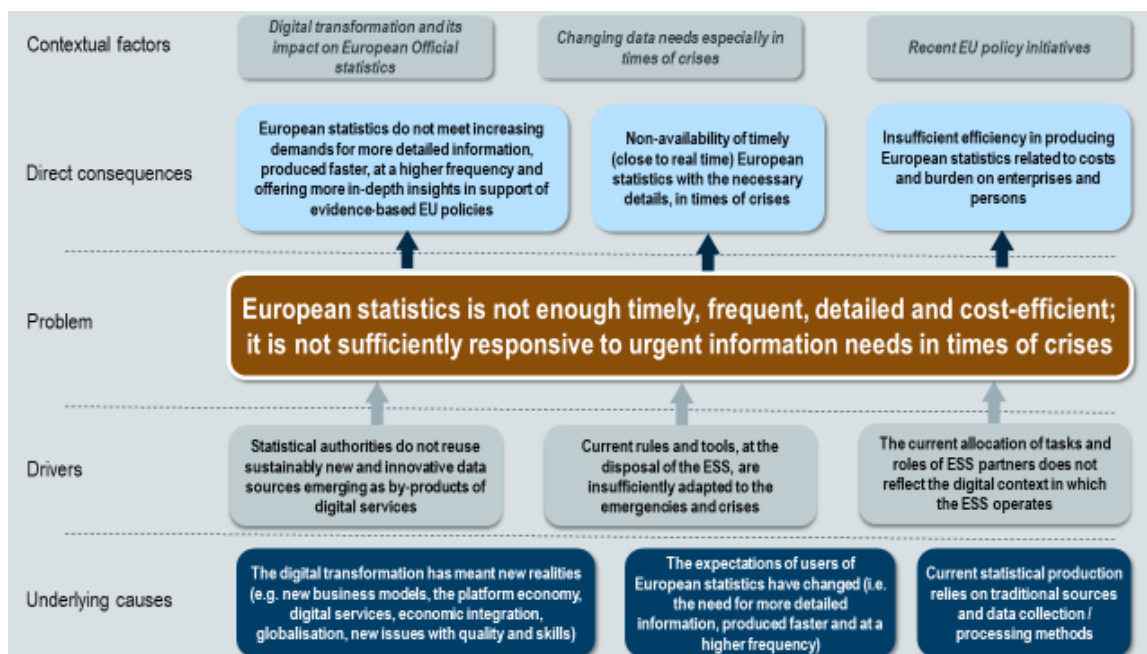 Contextual factors
Digital transformation and its
impact on European Official
statistics
Changing data needs especially in
times of crises
Recent EU policy initiatives
Direct consequences
European statistics do not meet increasing
demands for more detailed information,
produced faster, at a higher frequency and
offering more in-depth insights in support of
evidence-based EU policies
Non-availability of timely
(close to real time) European
statistics with the necessary
details, in times of crises
Insufficient efficiency in producing
European statistics related to costs
and burden on enterprises and
persons
Problem
European statistics is not enough timely, frequent, detailed and cost-efficient;
it is not sufficiently responsive to urgent information needs in times of crises
Drivers
Statistical authorities do not reuse
sustainably new and innovative data
sources emerging as by-products of
digital services
Current rules and tools, at the
disposal of the ESS, are
insufficiently adapted to the
emergencies and crises
The current allocation of tasks and
roles of ESS partners does not
reflect the digital context in which
the ESS operates
Underlying causes
The digital transformation has meant new realities
(e.g. new business models, the platform economy,
digital services, economic integration,
globalisation, new issues with quality and skills)
The expectations of users of
European statistics have changed (i.e.
the need for more detailed
information, produced faster and at a
higher frequency)
Current statistical production
relies on traditional sources
and data collection /
processing methods